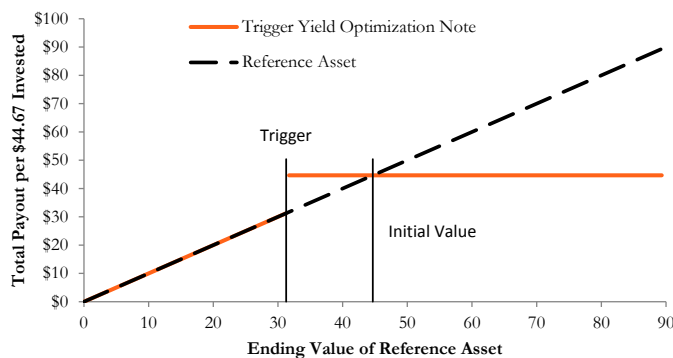 Trigger Yield Optimization Note
Reference Asset
Total Payout per $44.67 Invested
$100
$90
$80
$70
$60
$50
$40
$30
$20
$10
$0
Trigger
Initial Value
0 10 20 30 40 50 60 70 80 90
Ending Value of Reference Asset